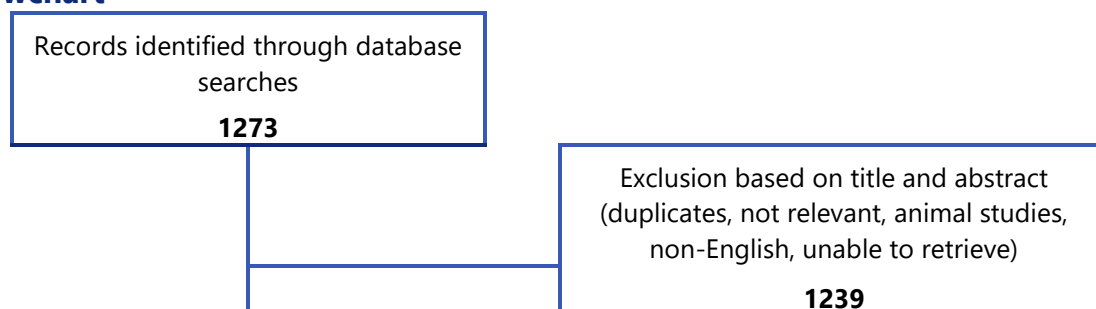 Records identified through database
searches
1273
Exclusion based on title and abstract
(duplicates, not relevant, animal studies,
non-English, unable to retrieve)
1239